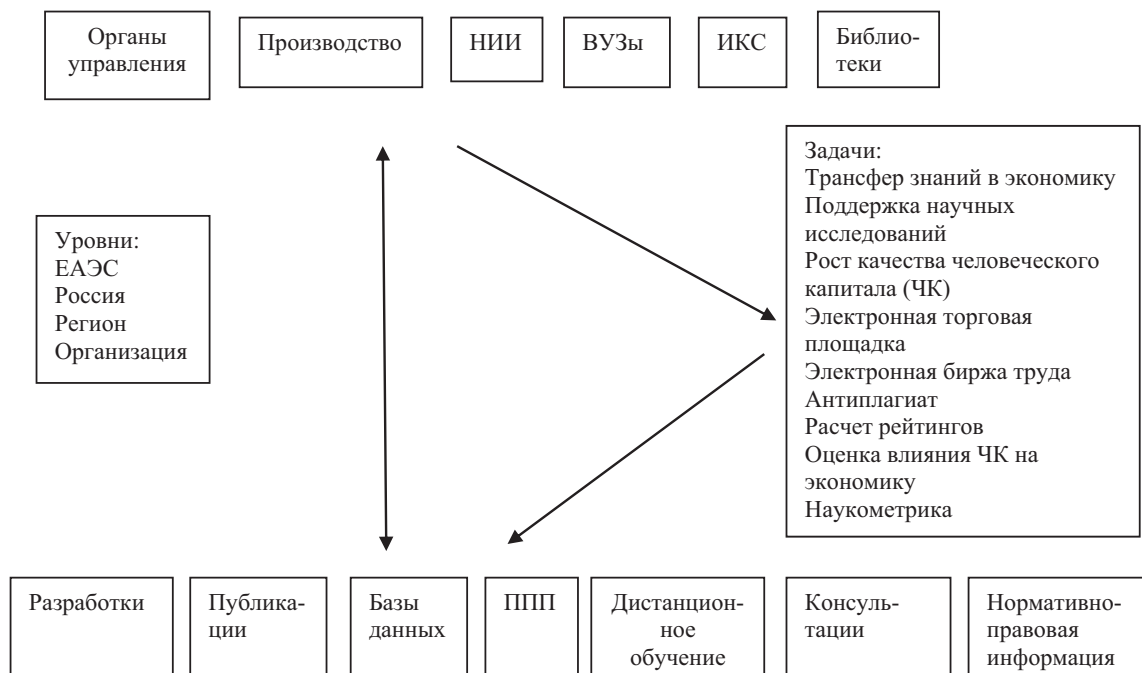 Органы
управления
Производство
НИИ
ВУЗы
ИКС
Библио-
теки
Задачи:
Трансфер знаний в экономику
Поддержка научных
исследований
Рост качества человеческого
капитала (ЧК)
Электронная торговая
площадка
Электронная биржа труда
Антиплагиат
Расчет рейтингов
Оценка влияния ЧК на
экономику
Наукометрика
Уровни:
ЕАЭС
Россия
Регион
Организация
Разработки
Публика-
ции
Базы
данных
ППП
Дистанцион-
ное
обучение
Консуль-
тации
Нормативно-
правовая
информация